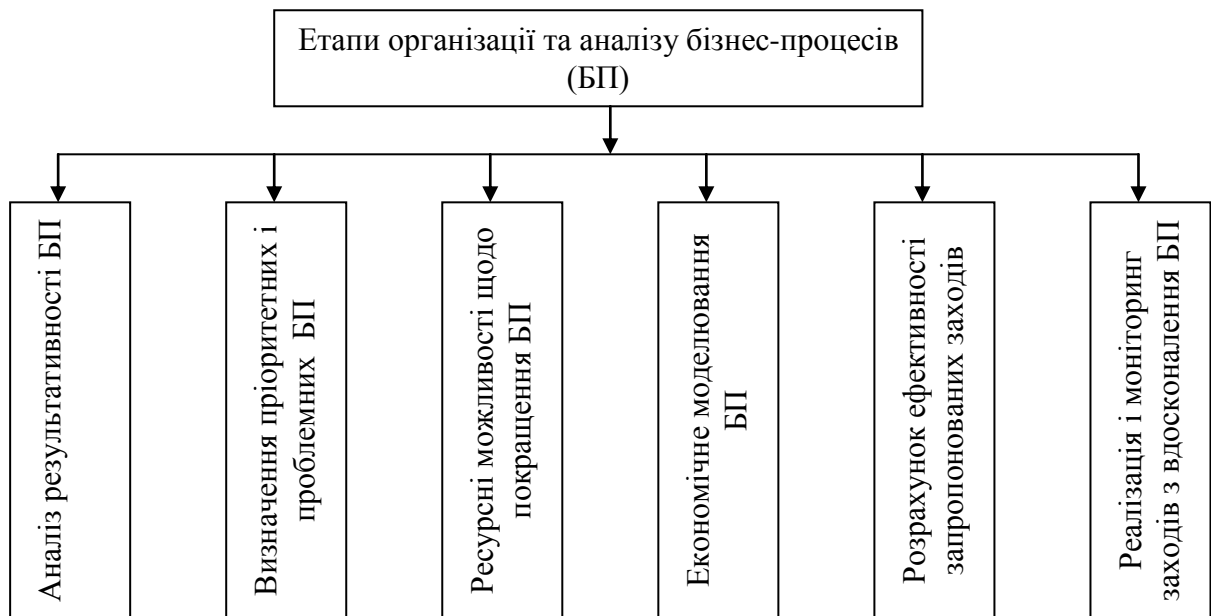 Етапи організації та аналізу бізнес-процесів
(БП)
Аналіз результативності БП
Визначення пріоритетних і
проблемних БП
Ресурсні можливості щодо
покращення БП
Економічне моделювання
БП
Розрахунок ефективності
запропонованих заходів
Реалізація і моніторинг
заходів з вдосконалення БП